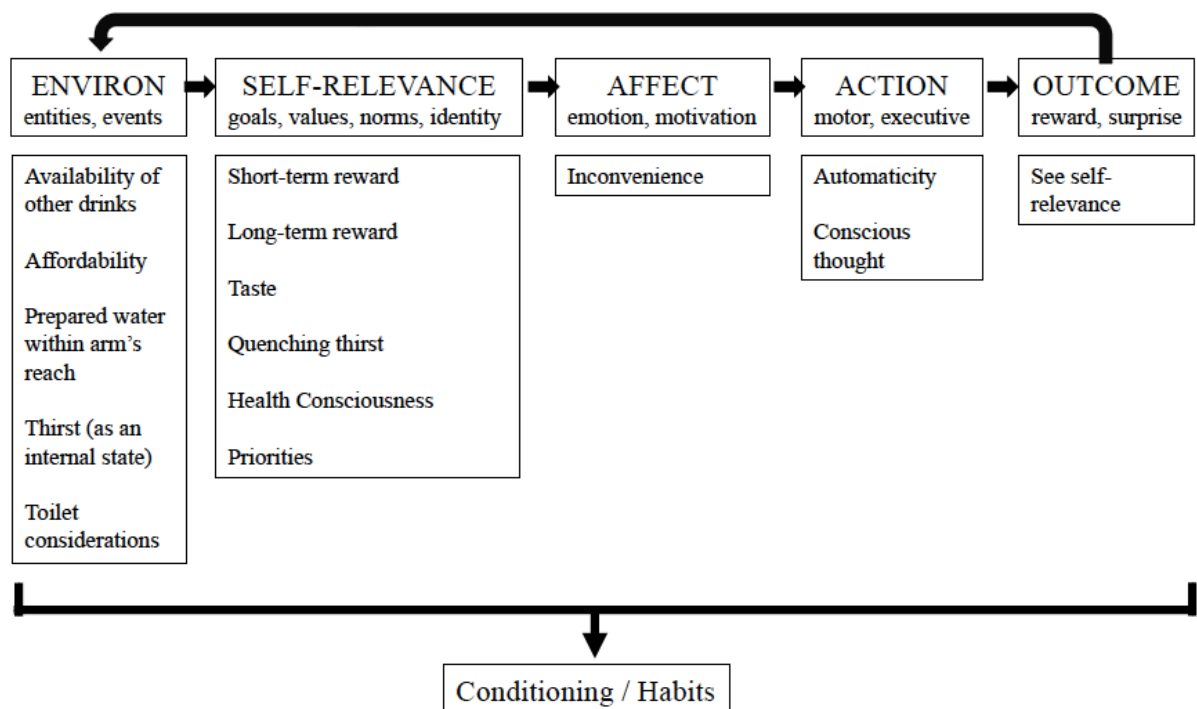 ENVIRON
entities, events
SELF-RELEVANCE
goals, values, norms, identity
AFFECT
emotion, motivation
ACTION
motor, executive
OUTCOME
reward, surprise
Availability of
other drinks
Affordability
Prepared water
within arm’s
reach
Thirst (as an
internal state)
Toilet
considerations
Short-term reward
Long-term reward
Taste
Quenching thirst
Health Consciousness
Priorities
Inconvenience
Automaticity
Conscious
thought
See self-
relevance
Conditioning / Habits